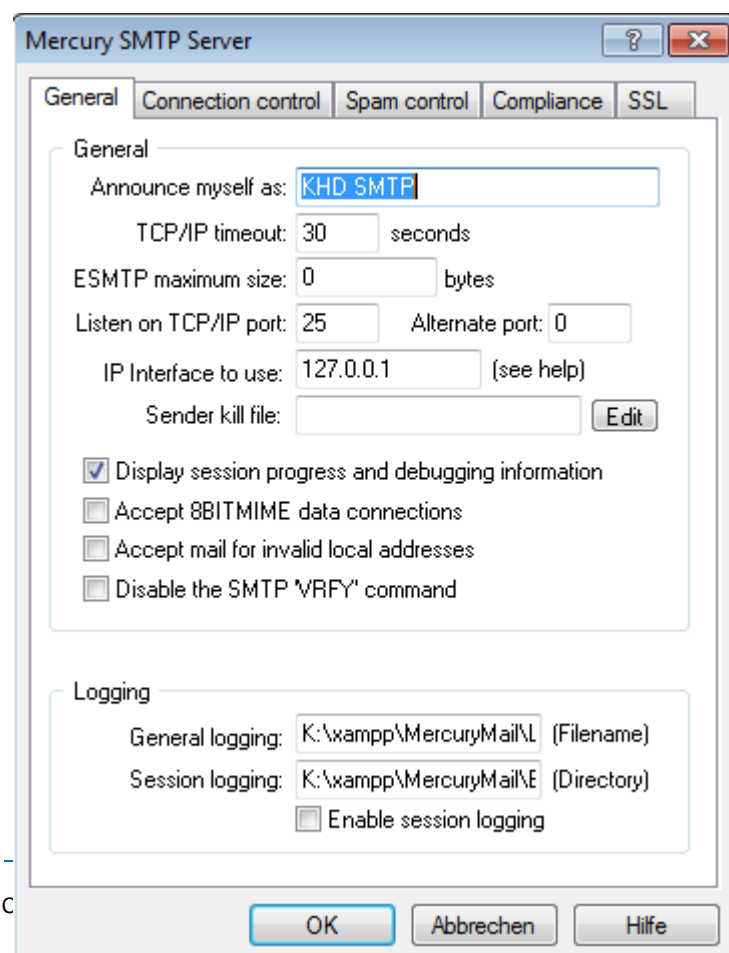 Mercury SMTP Server
General Connection control Spam control Compliance SSL
General
Announce myself as: KHD SMTP
TCP/IP timeout: 30 seconds
ESMTP maximum size: 0 bytes
Listen on TCP/IP port: 25 Alternate port: 0
IP Interface to use: 127.0.0.1 (see help)
Sender kill file: Edit
Display session progress and debugging information
Accept 8BITMIME data connections
Accept mail for invalid local addresses
Disable the SMTP 'VRFY" command
Logging
General logging: K:\xampp\MercuryMail\L (Filename)
Session logging: K:\xampp\MercuryMail\E (Directory)
Enable session logging
OK Abbrechen Hilfe